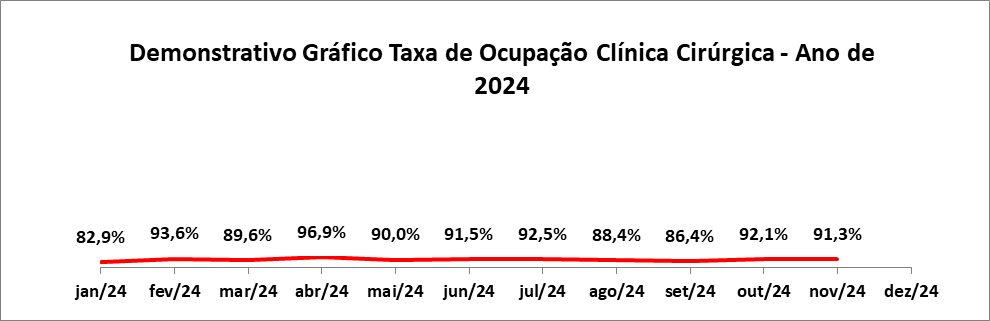 Demonstrativo Gráfico Taxa de Ocupação Clínica Cirúrgica - Ano de
2024
82,9% 93,6% 89,6% 96,9% 90,0% 91,5% 92,5% 88,4% 86,4% 92,1% 91,3%
jan/24 fev/24 mar/24 abr/24 mai/24 jun/24 jul/24 ago/24 set/24 out/24 nov/24 dez/24